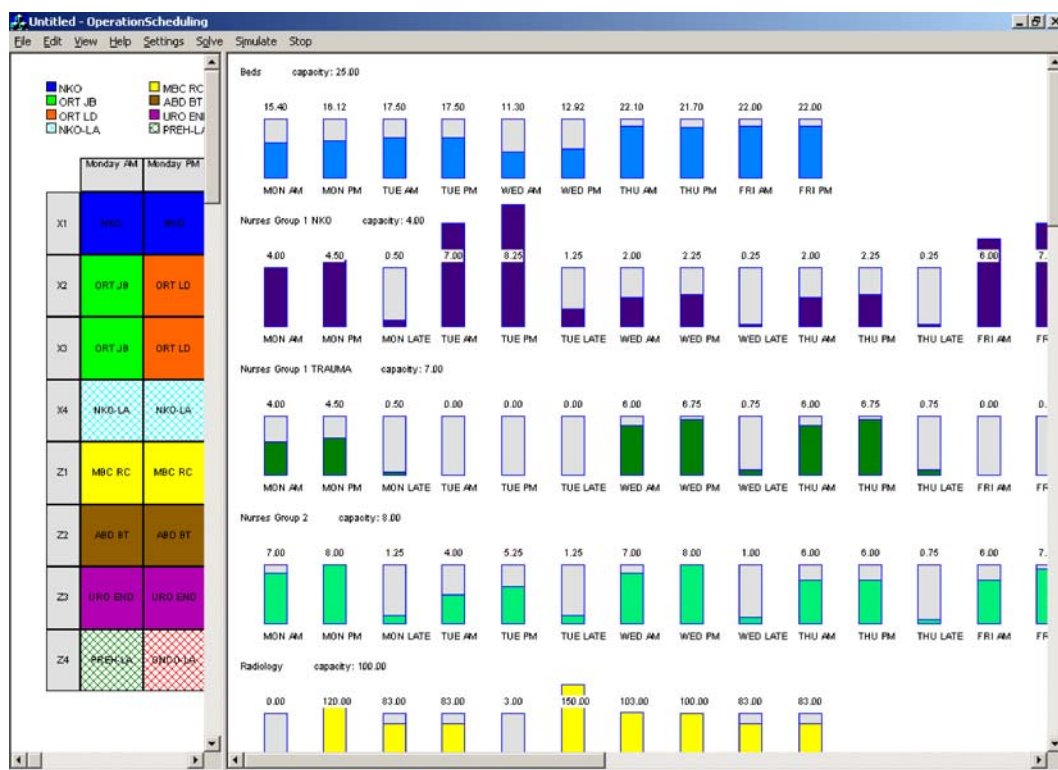 Untitled - OperationScheduling
File Edit View Help Settings Solve Simulate Stop
NKO MBC RC
ORT JB ABD BT
ORT LD URO END
NKO-LA PREH-LA
Monday AM Monday PM
X1 NKO NKO
X2 ORT JB ORT LD
X3 ORT JB ORT LD
X4 NKO-LA NKO-LA
Z1 MBC RC MBC RC
Z2 ABD BT ABD BT
Z3 URO END URO END
Z4 PREH-LA
Beds capacity: 25.00
15.40 16.12 17.50 17.50 11.30 12.92 22.10 21.70 22.00 22.00
MON AM MON PM TUE AM TUE PM WED AM WED PM THU AM THU PM FRI AM FRI PM
Nurses Group 1 NKO capacity: 4.00
4.00 4.50 0.50 7.00 8.25 1.25 2.00 2.25 0.25 2.00 2.25 0.25 6.00 7.
MON AM MON PM MON LATE TUE AM TUE PM TUE LATE WED AM WED PM WED LATE THU AM THU PM THU LATE FRI AM FR
Nurses Group 1 TRAUMA capacity: 7.00
4.00 4.50 0.50 0.00 0.00 0.00 6.00 6.75 0.75 6.00 6.75 0.75 0.00 0.
MON AM MON PM MON LATE TUE AM TUE PM TUE LATE WED AM WED PM WED LATE THU AM THU PM THU LATE FRI AM FR
Nurses Group 2 capacity: 8.00
7.00 8.00 1.25 4.00 5.25 1.25 7.00 8.00 1.00 6.00 6.00 0.75 6.00 7.
MON AM MON PM MON LATE TUE AM TUE PM TUE LATE WED AM WED PM WED LATE THU AM THU PM THU LATE FRI AM FR
Radiology capacity: 100.00
0.00 120.00 83.00 83.00 3.00 150.00 103.00 100.00 83.00 83.00